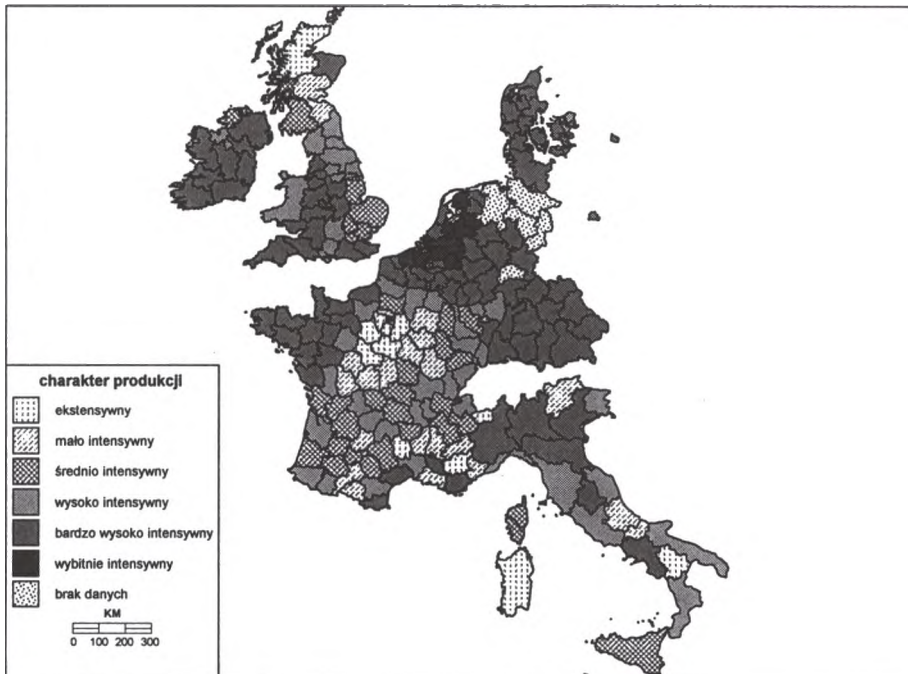 charakter produkcji
ekstensywny
mało intensywny
średnio intensywny
wysoko intensywny
bardzo wysoko intensywny
wybitnie intensywny
brak danych
KM
0 100 200 300